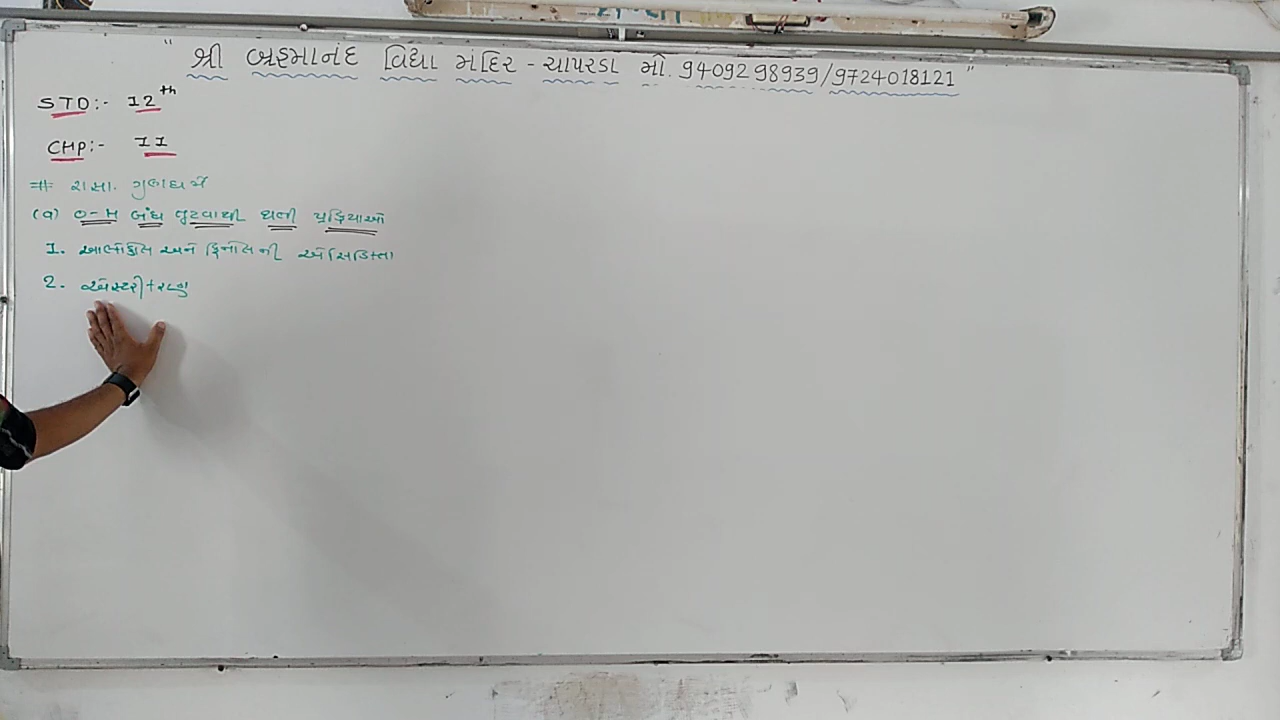 " શ્રી બ્રહ્માનંદ વિદ્યા મંદિર - ચાપરડા મો. 9409298939/9724018121 "
STD:- 12th
CHP:- II
# રાસા. ગુણધર્મો
(a) O-H બંધ તુટવાથી થતી પ્રક્રિયાઓ
1. આલ્કોહોલ અને ફિનોલ ની એસિડિકતા
2. એસ્ટરીકરણ